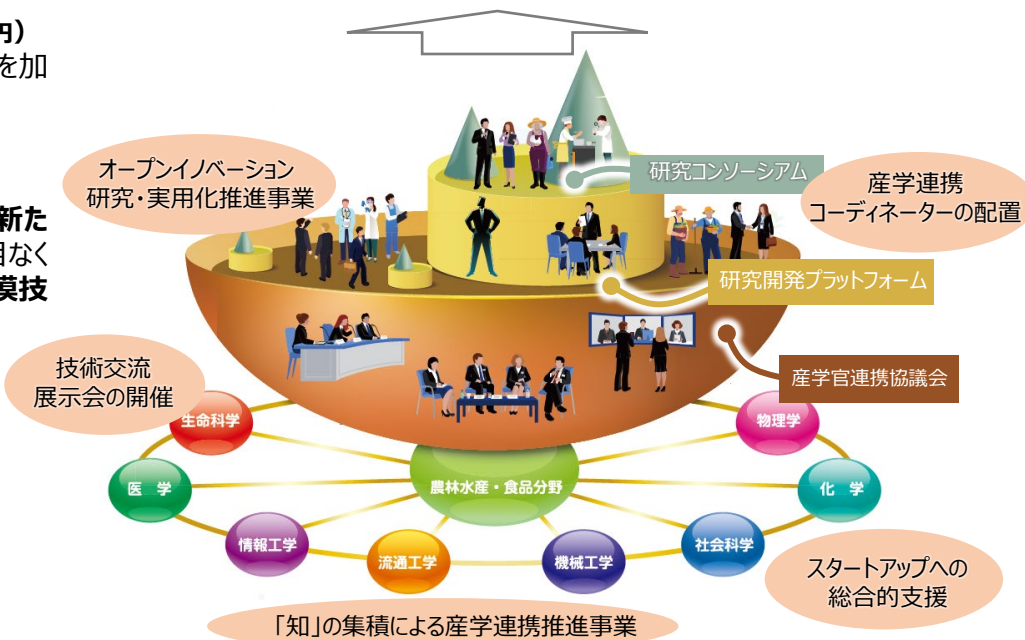 円)
を加
新た
目なく
模技
オープンイノベーション
研究・実用化推進事業
研究コンソーシアム
産学連携
コーディネーターの配置
研究開発プラットフォーム
技術交流
展示会の開催
産学官連携協議会
生命科学
物理学
医 学
農林水産・食品分野
化 学
情報工学
社会科学
流通工学
機械工学
スタートアップへの
総合的支援
「知」の集積による産学連携推進事業